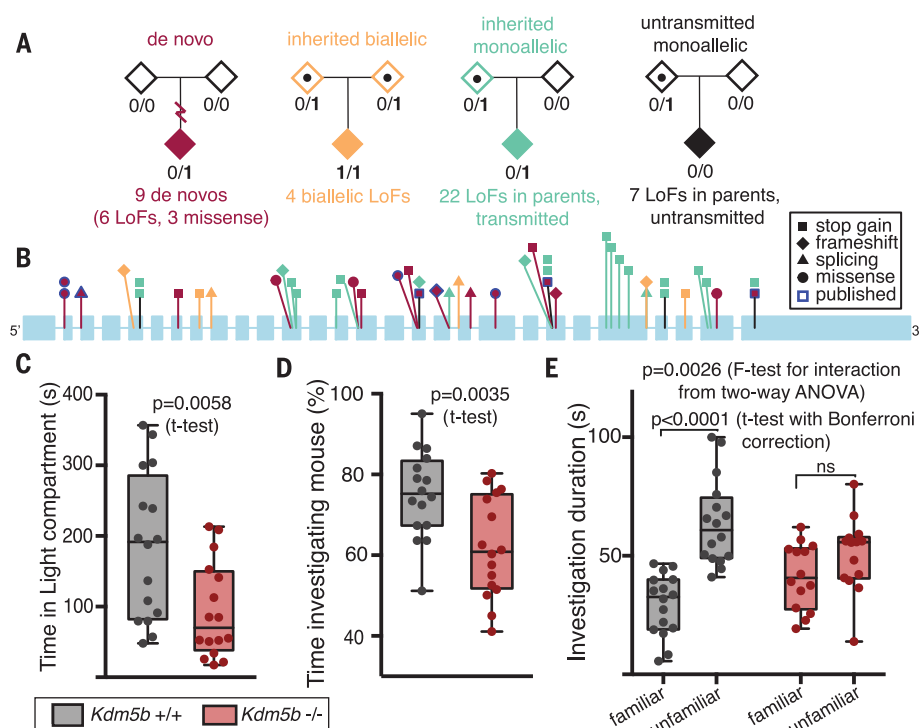 A
de novo
0/0
0/0
0/1
9 de novos
(6 LoFs, 3 missense)
inherited biallelic
0/1
0/1
1/1
4 biallelic LoFs
inherited
monoallelic
0/1
0/0
0/1
22 LoFs in parents,
transmitted
untransmitted
monoallelic
0/1
0/0
0/0
7 LoFs in parents,
untransmitted
stop gain
frameshift
splicing
missense
published
B
5'
3
C
Time in Light compartment (s)
400
300
200
100
p=0.0058
(t-test)
D
Time investigating mouse (%)
100
80
60
40
p=0.0035
(t-test)
E
Investigation duration (s)
100
50
p=0.0026 (F-test for interaction
from two-way ANOVA)
p<0.0001 (t-test with Bonferroni
correction)
ns
familiar
unfamiliar
familiar
unfamiliar
Kdm5b +/+
Kdm5b -/-